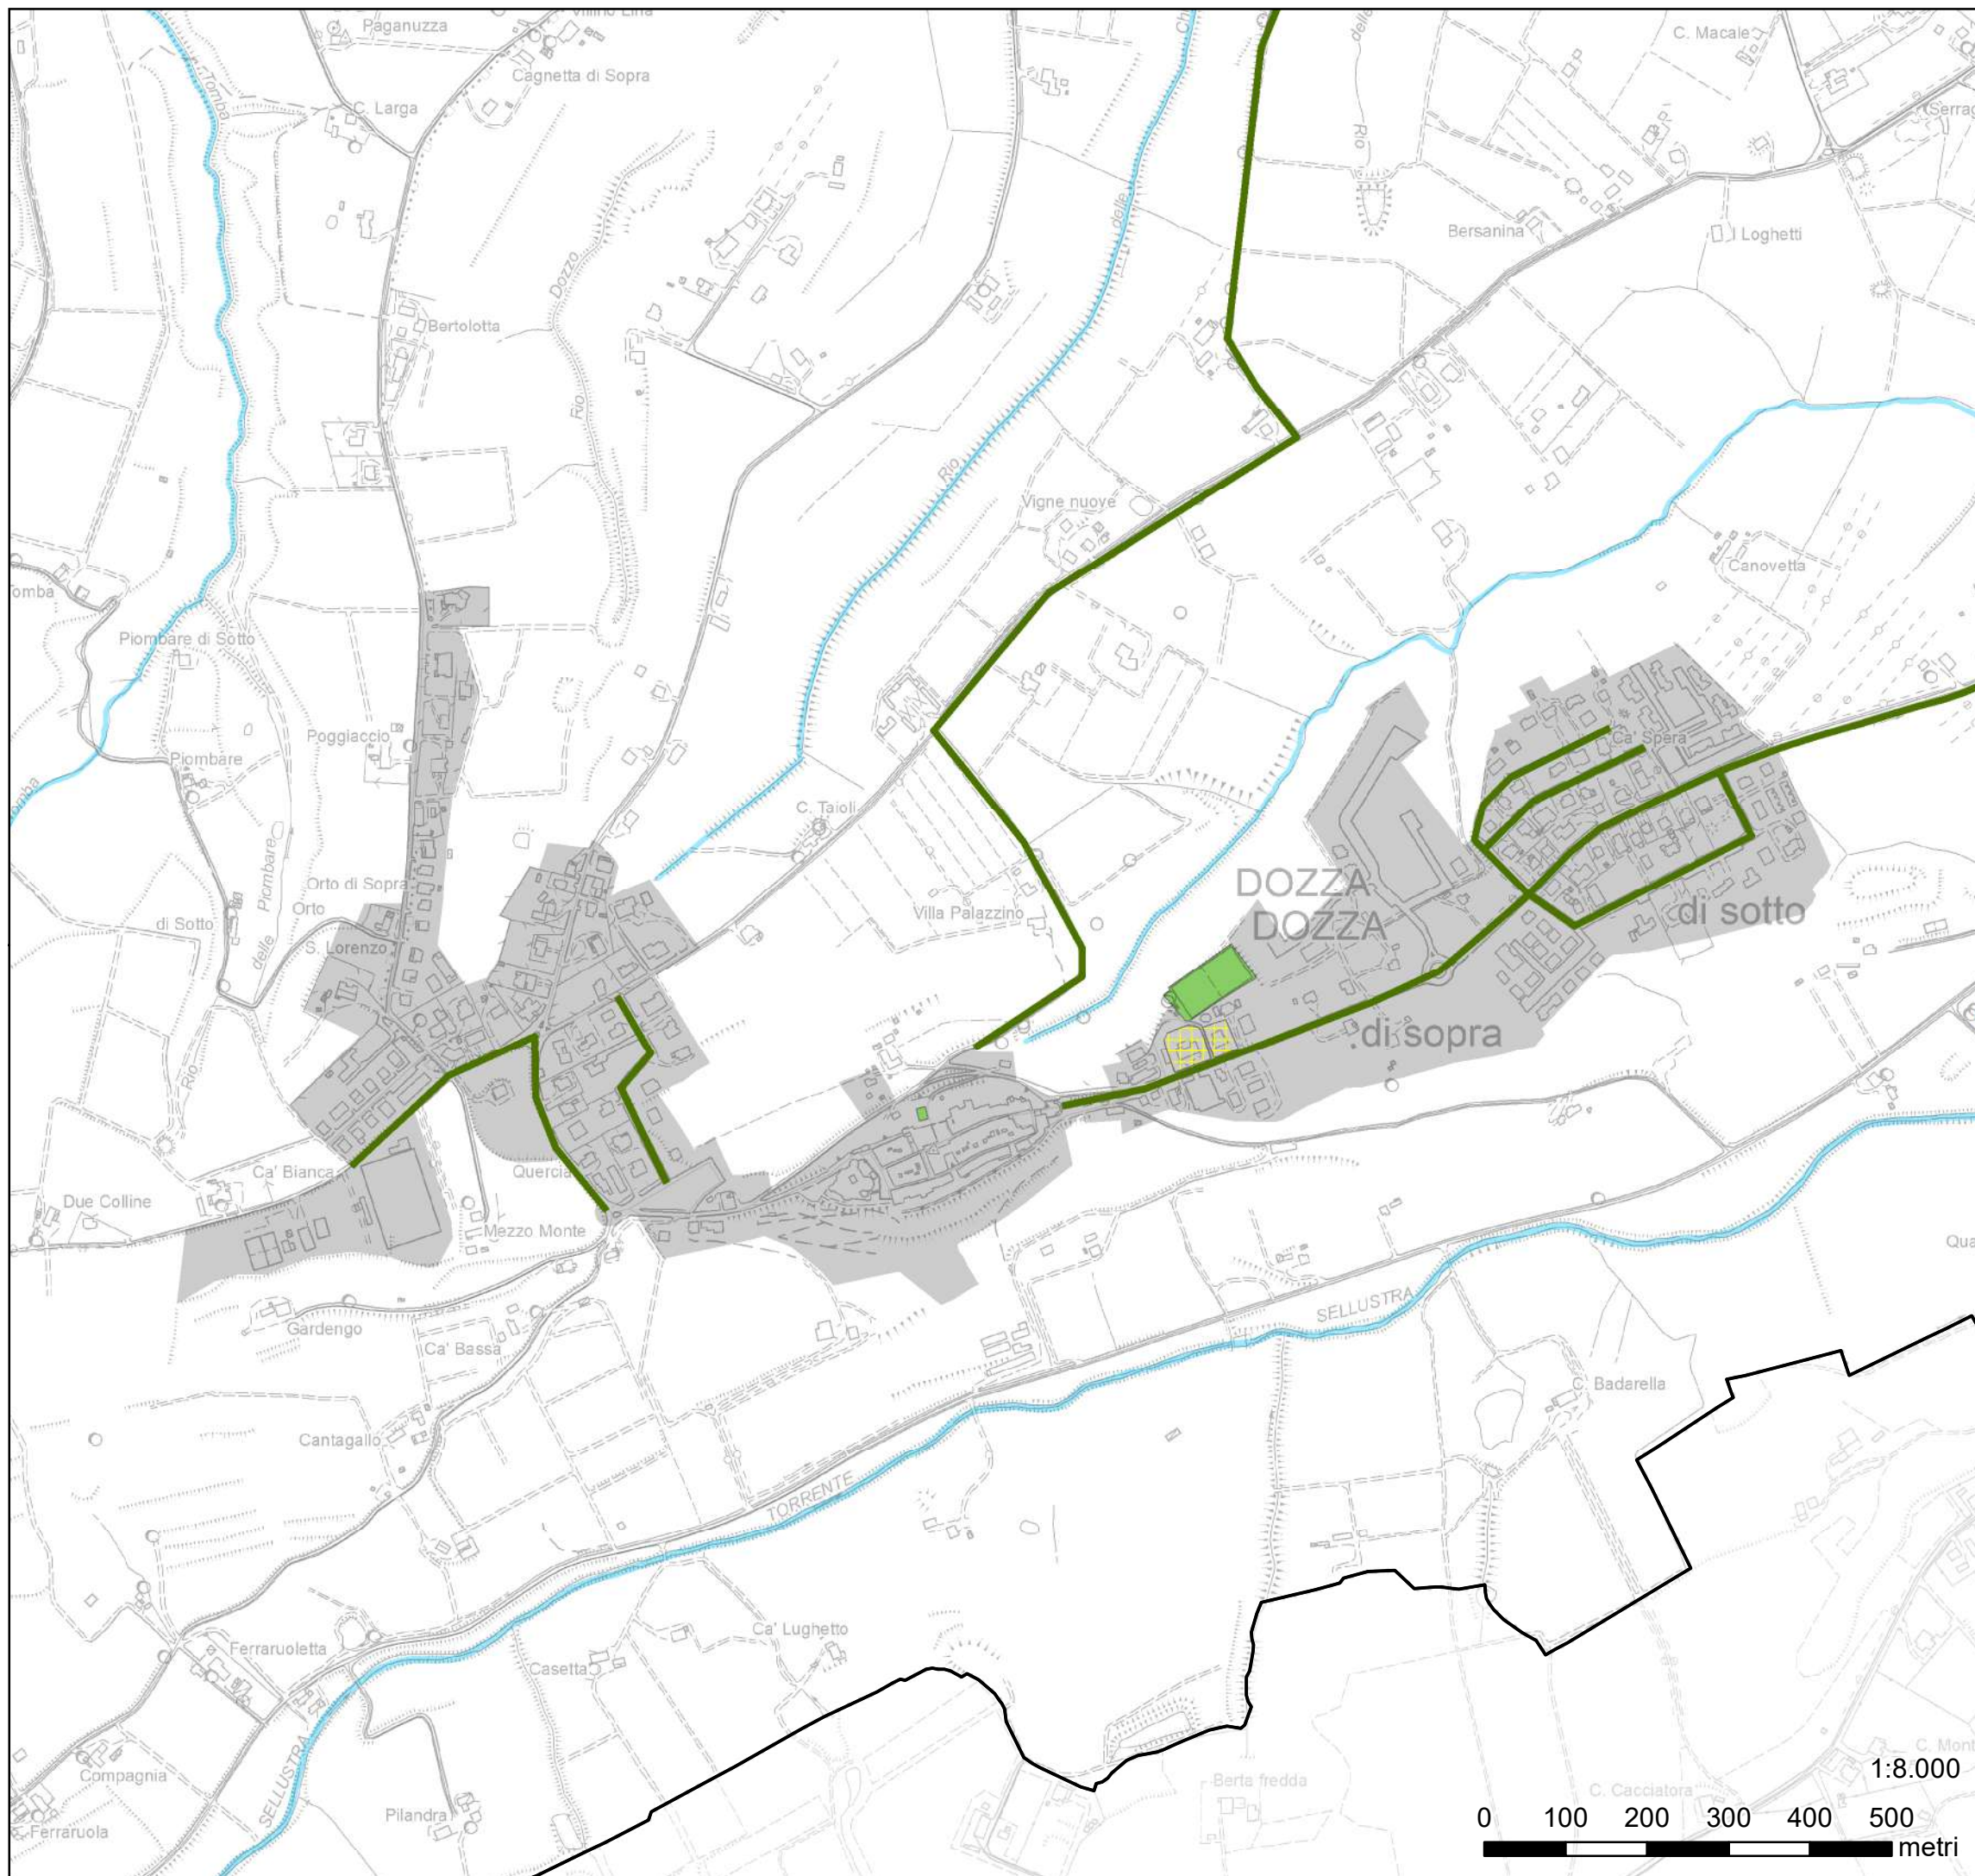 Paganuzza
Villino Lina
Cagnetta di Sopra
C. Larga
Tomba
C. Macale
Rio
delle
Bersanina
I Loghetti
Dozzo
Rio
Bertolotta
delle
Rio
Vigne nuove
Canovetta
Tomba
Piombare di Sotto
Poggiaccio
Piombare
Ca' Spera
C. Taioli
Piombare
delle
Rio
Orto di Sopra
Orto
di Sotto
S. Lorenzo
Villa Palazzino
DOZZA
DOZZA
di sotto
di sopra
Ca' Bianca
Quercia
Due Colline
Mezzo Monte
Gardengo
Ca' Bassa
SELLUSTRA
C. Badarella
Cantagallo
TORRENTE
Ferraruoletta
Ca' Lughetto
Casetta
SELLUSTRA
Compagnia
Pilandra
Ferraruola
Berta fredda
C. Cacciatora
1:8.000
0 100 200 300 400 500
metri